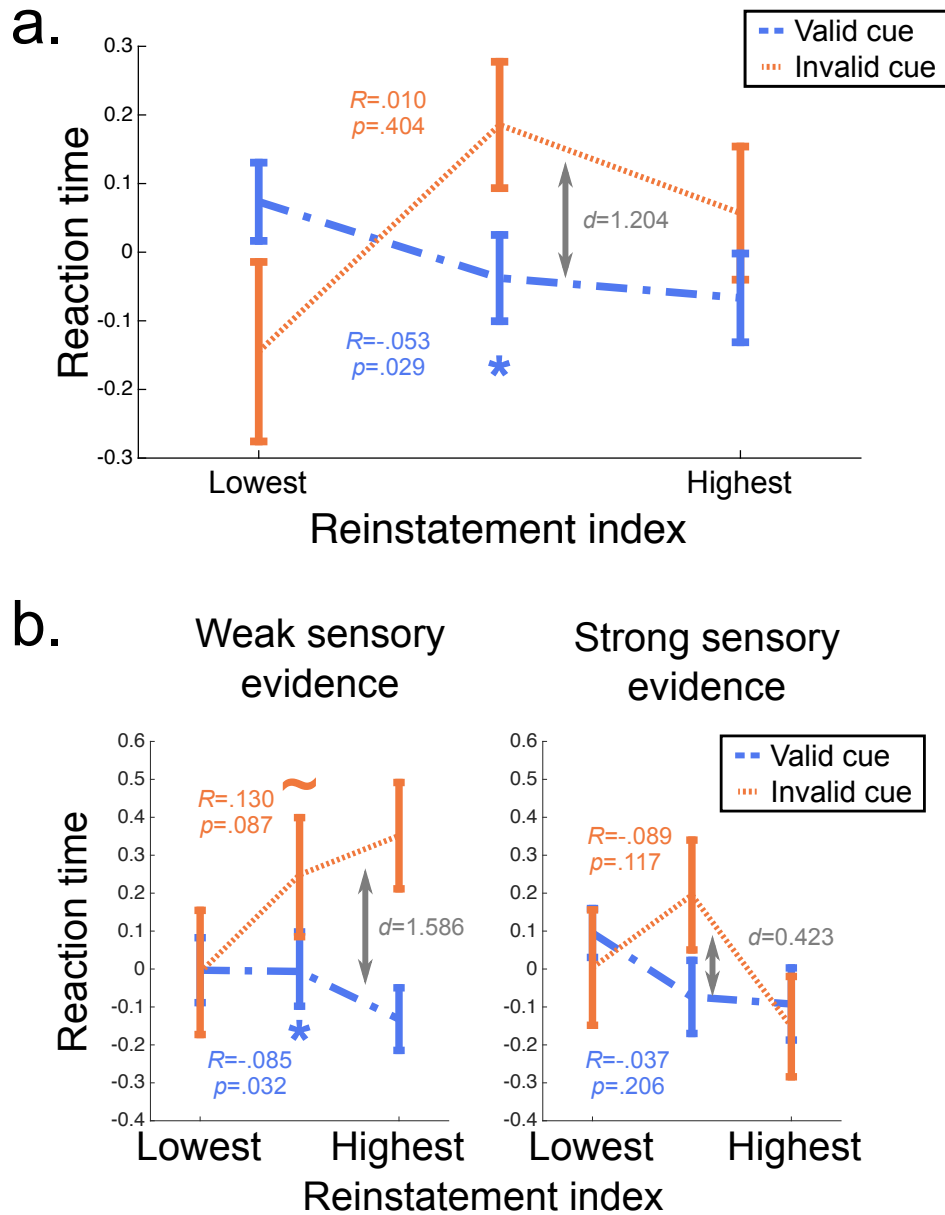 a.
Valid cue
Invalid cue
0.3
0.2
0.1
0
-0.1
-0.2
-0.3
Reaction time
R=.010
p=.404
d=1.204
R=-.053
p=.029
*
Lowest
Highest
Reinstatement index
b.
Weak sensory
evidence
Strong sensory
evidence
0.6
0.5
0.4
0.3
0.2
0.1
0
-0.1
-0.2
-0.3
-0.4
Reaction time
R=.130
p=.087
~
d=1.586
*
R=-.085
p=.032
Lowest
Highest
0.6
0.5
0.4
0.3
0.2
0.1
0
-0.1
-0.2
-0.3
-0.4
Valid cue
Invalid cue
R=-.089
p=.117
d=0.423
R=-.037
p=.206
Lowest
Highest
Reinstatement index